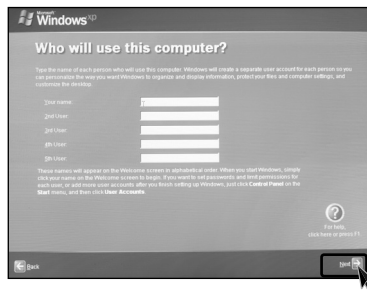 Microsoft
Windows xp
Who will use this computer?
Type the name of each person who will use this computer. Windows will create a separate user account for each person so you
can personalize the way you want Windows to organize and display information, protect your files and computer settings, and
customize the desktop.
Your name:
2nd User:
3rd User:
4th User:
5th User:
These names will appear on the Welcome screen in alphabetical order. When you start Windows, simply
click your name on the Welcome screen to begin. If you want to set passwords and limit permissions for
each user, or add more user accounts after you finish setting up Windows, just click Control Panel on the
Start menu, and then click User Accounts.
For help,
click here or press F1.
Back
Next